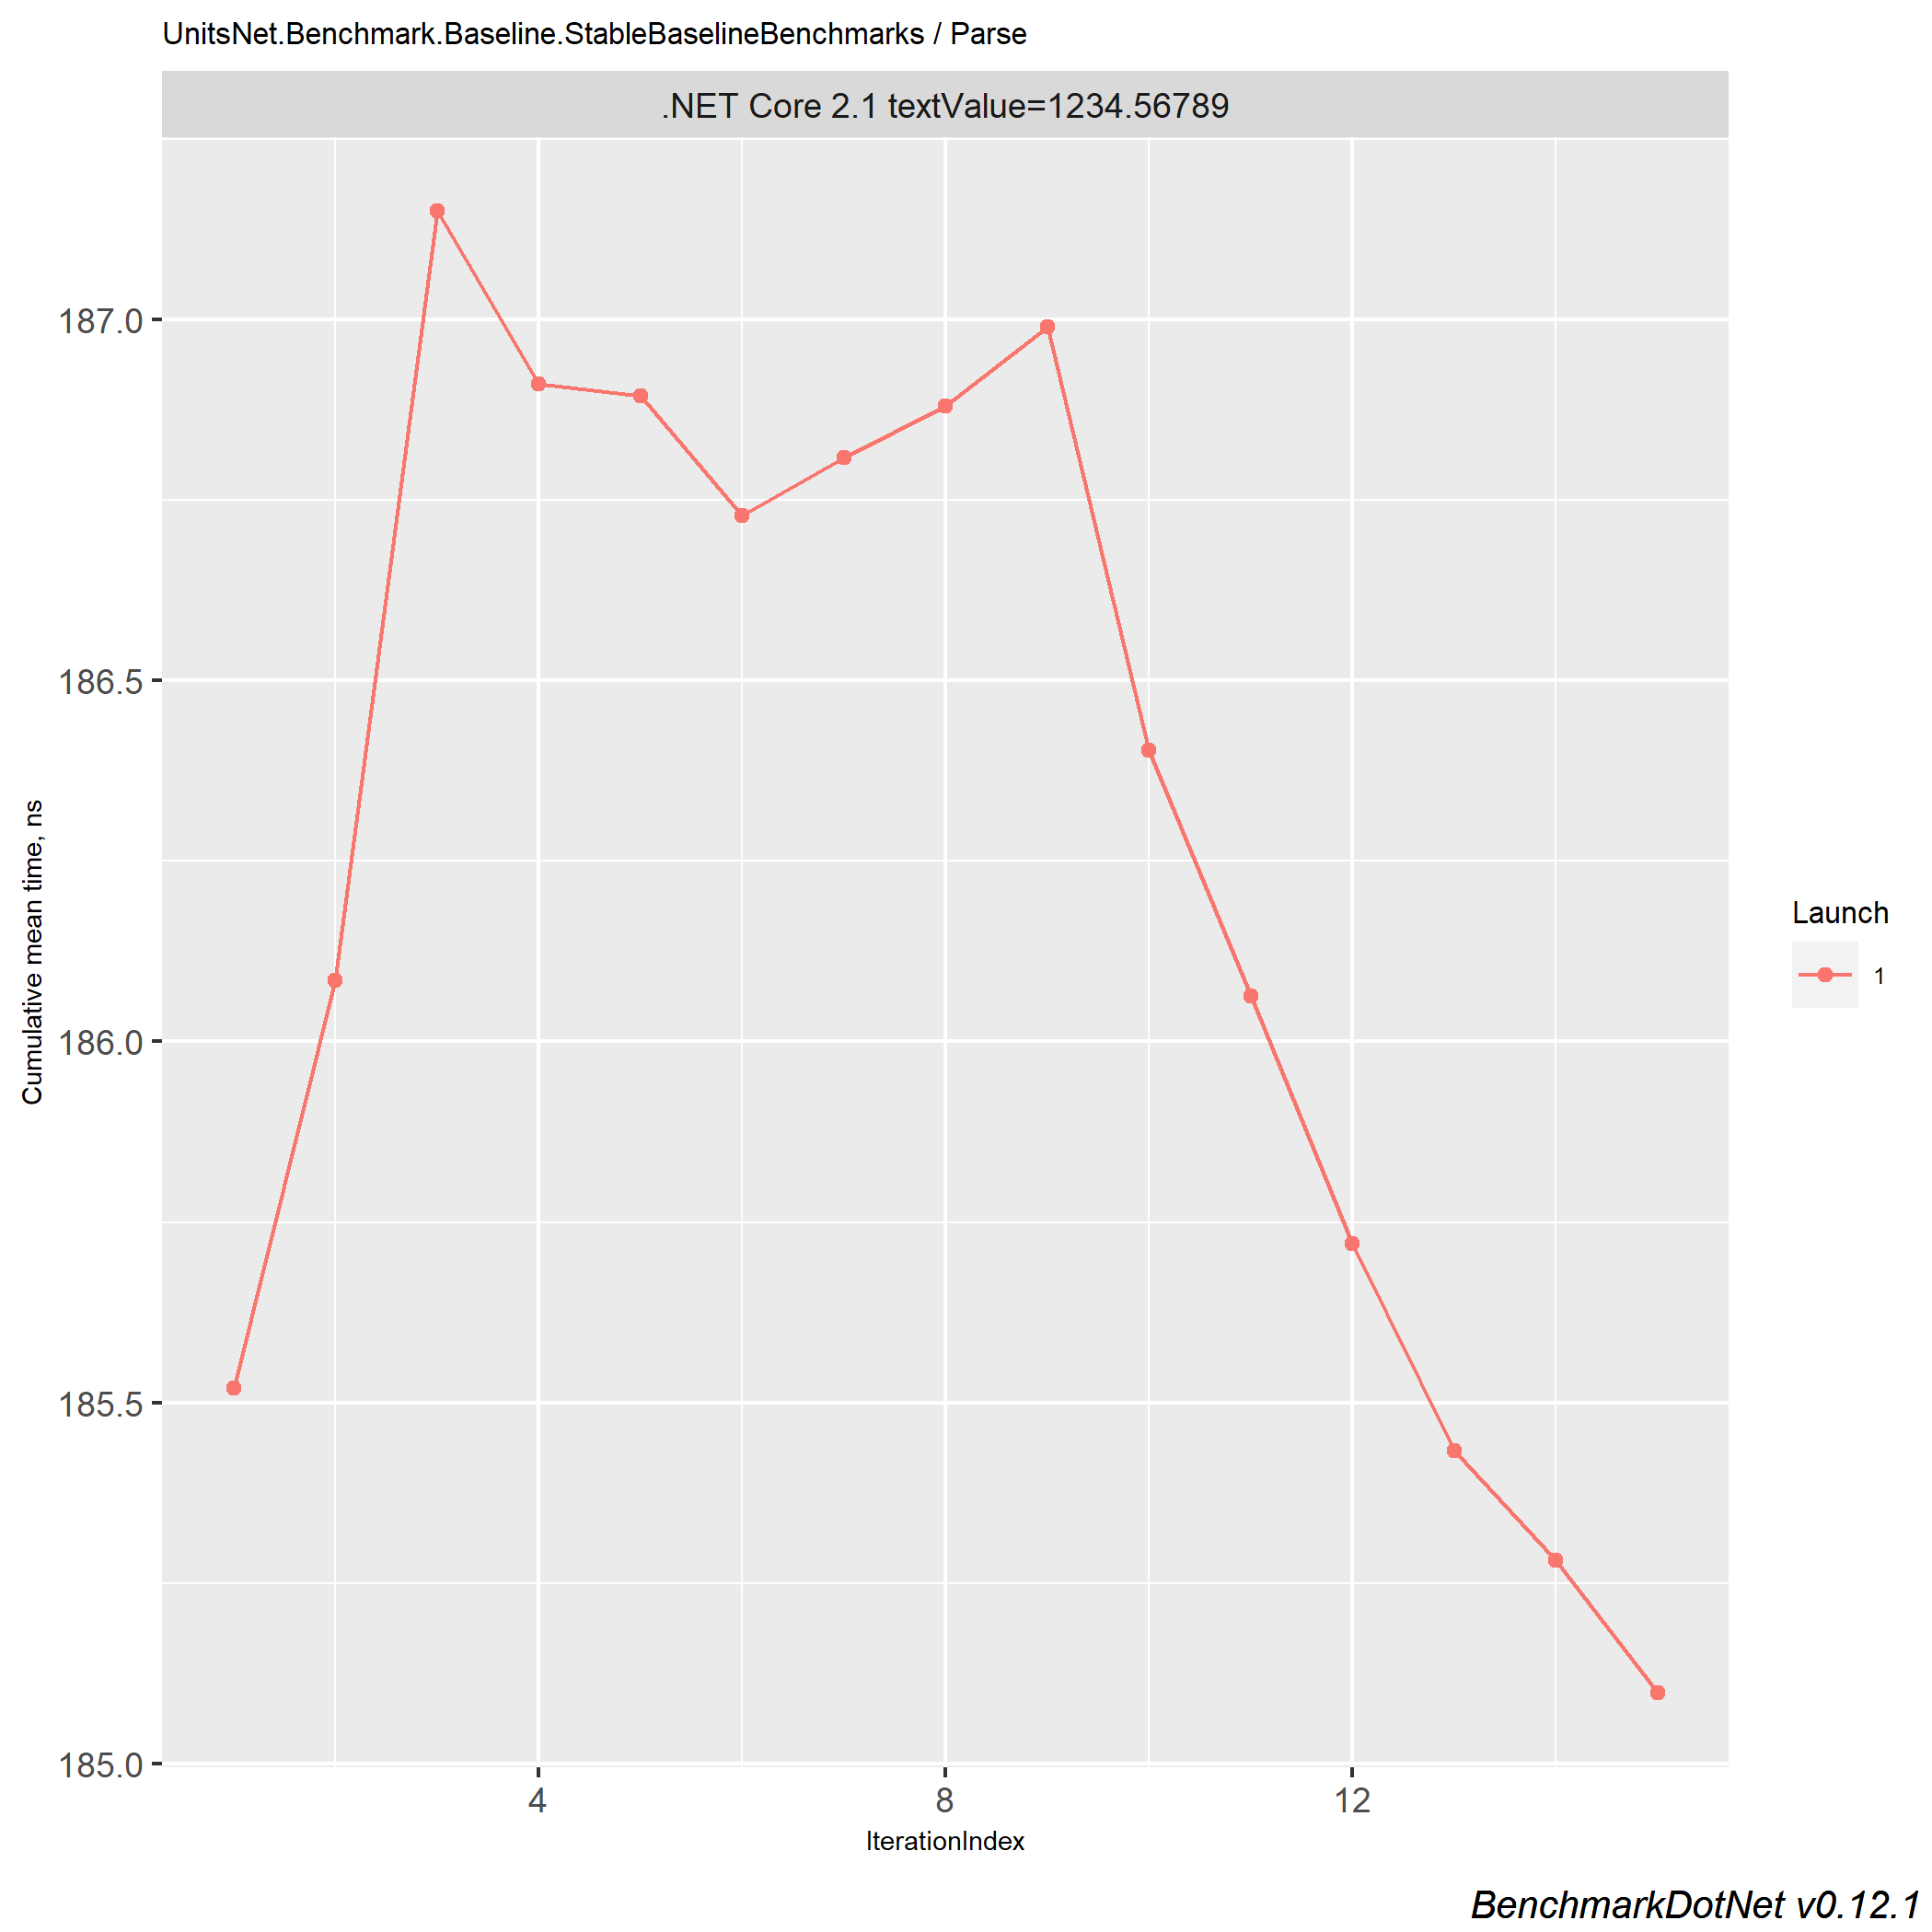 UnitsNet.Benchmark.Baseline.StableBaselineBenchmarks / Parse
.NET Core 2.1 textValue=1234.56789
187.0
186.5
186.0
185.5
185.0
Cumulative mean time, ns
4 8 12
IterationIndex
Launch
1
BenchmarkDotNet v0.12.1